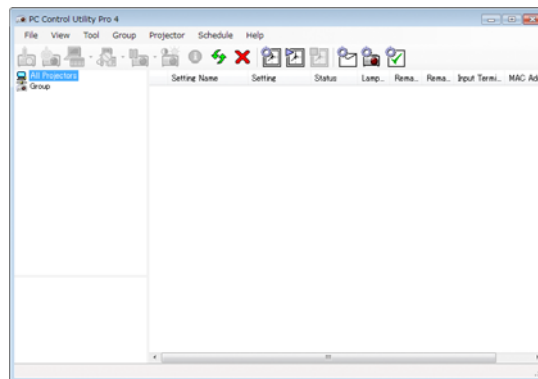 PC Control Utility Pro 4
File View Tool Group Projector Schedule Help
Setting Name Setting Status Lamp... Rema... Rema... Input Termi... MAC Ad
All Projectors
Group